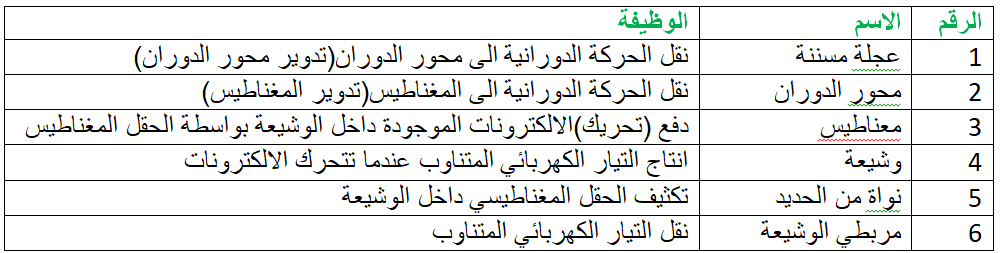 الرقم الاسم الوظيفة
1 عجلة مسننة نقل الحركة الدورانية الى محور الدوران(تدوير محور الدوران)
2 محور الدوران نقل الحركة الدورانية الى المغناطيس(تدوير المغناطيس)
3 معناطيس دفع (تحريك)الالكترونات الموجودة داخل الوشيعة بواسطة الحقل المغناطيس
4 وشيعة انتاج التيار الكهربائي المتناوب عندما تتحرك الالكترونات
5 نواة من الحديد تكثيف الحقل المغناطيسي داخل الوشيعة
6 مربطي الوشيعة نقل التيار الكهربائي المتناوب